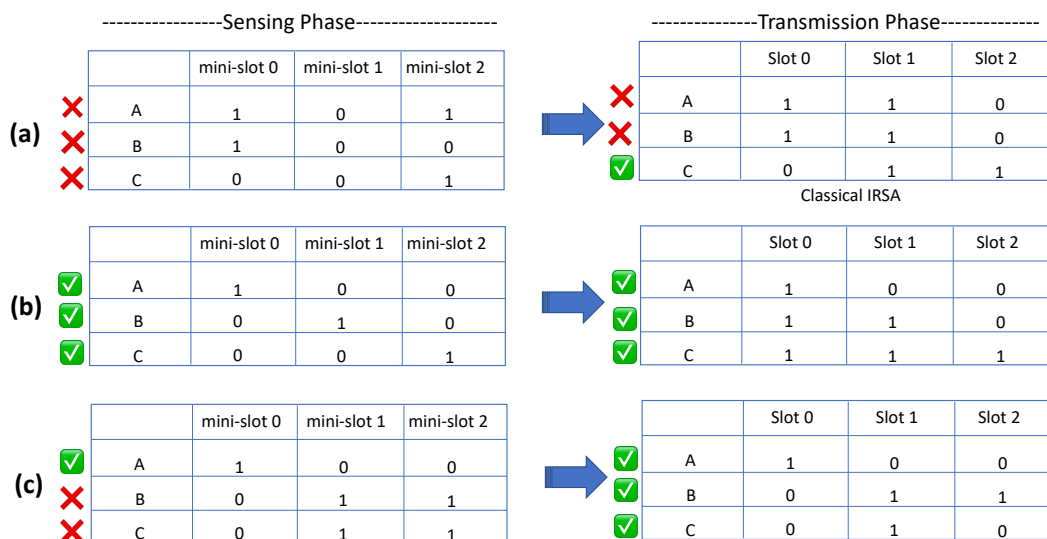 -----------------Sensing Phase-------------------- ---------------Transmission Phase--------------
(a)
mini-slot 0 mini-slot 1 mini-slot 2
A 1 0 1
B 1 0 0
C 0 0 1
Slot 0 Slot 1 Slot 2
A 1 1 0
B 1 1 0
C 0 1 1
Classical IRSA
(b)
mini-slot 0 mini-slot 1 mini-slot 2
A 1 0 0
B 0 1 0
C 0 0 1
Slot 0 Slot 1 Slot 2
A 1 0 0
B 1 1 0
C 1 1 1
(c)
mini-slot 0 mini-slot 1 mini-slot 2
A 1 0 0
B 0 1 1
C 0 1 1
Slot 0 Slot 1 Slot 2
A 1 0 0
B 0 1 1
C 0 1 0